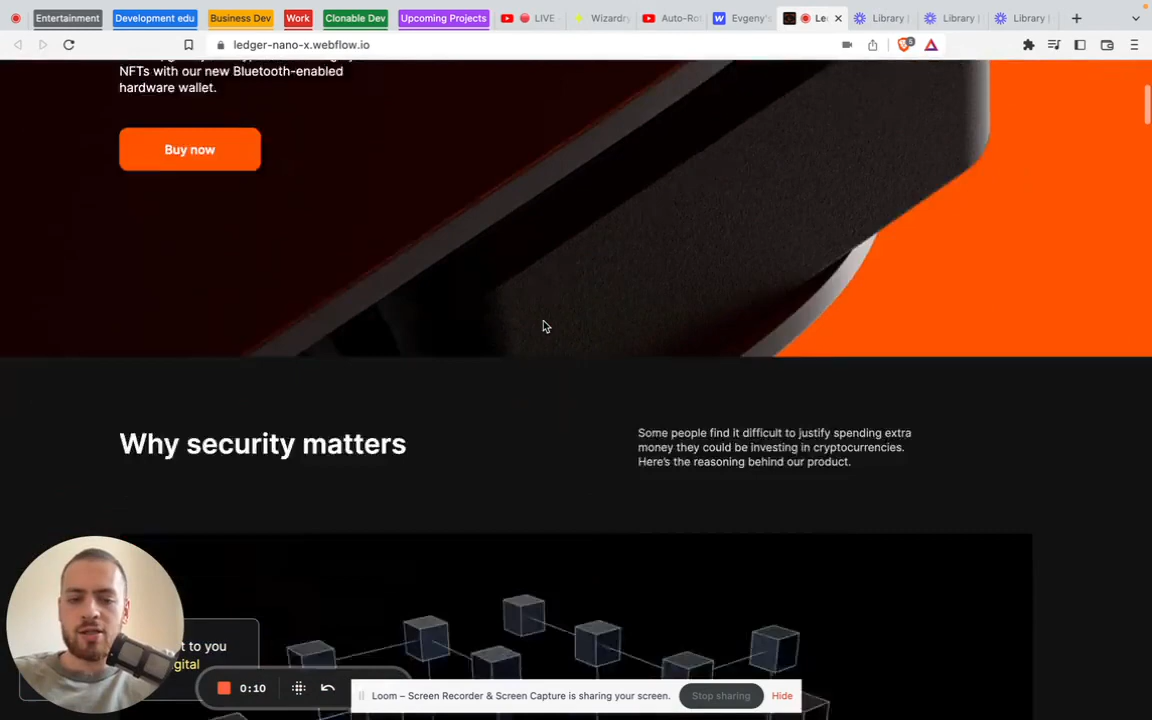 Entertainment
Development edu
Business Dev
Work
Clonable Dev
Upcoming Projects
LIVE
Wizardry
Auto-Ro
Evgeny's
Le
Library
Library
Library
ledger-nano-x.webflow.io
NFTs with our new Bluetooth-enabled
hardware wallet.
Buy now
Why security matters
Some people find it difficult to justify spending extra
money they could be investing in cryptocurrencies.
Here's the reasoning behind our product.
t to you
gital
0:10
Loom – Screen Recorder & Screen Capture is sharing your screen.
Stop sharing
Hide